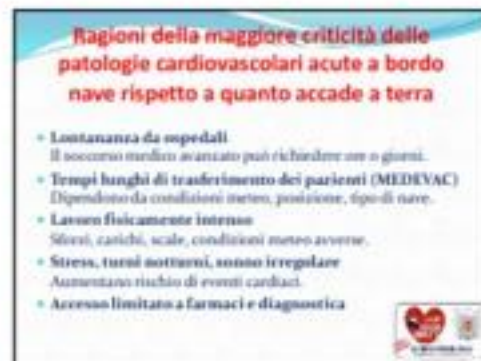 Ragioni della maggiore criticità delle
patologie cardiovascolari acute a bordo
nave rispetto a quanto accade a terra
Lontananza da ospedali
Il soccorso medico avanzato può richiedere ore o giorni.
Tempi lunghi di trasferimento dei pazienti (MEDEVAC)
Dipendono da condizioni meteo, posizione, tipo di nave.
Lavoro fisicamente intenso
Sforzi, carichi, scale, condizioni meteo avverse.
Stress, turni notturni, sonno irregolare
Aumentano rischio di eventi cardiaci.
Accesso limitato a farmaci e diagnostica